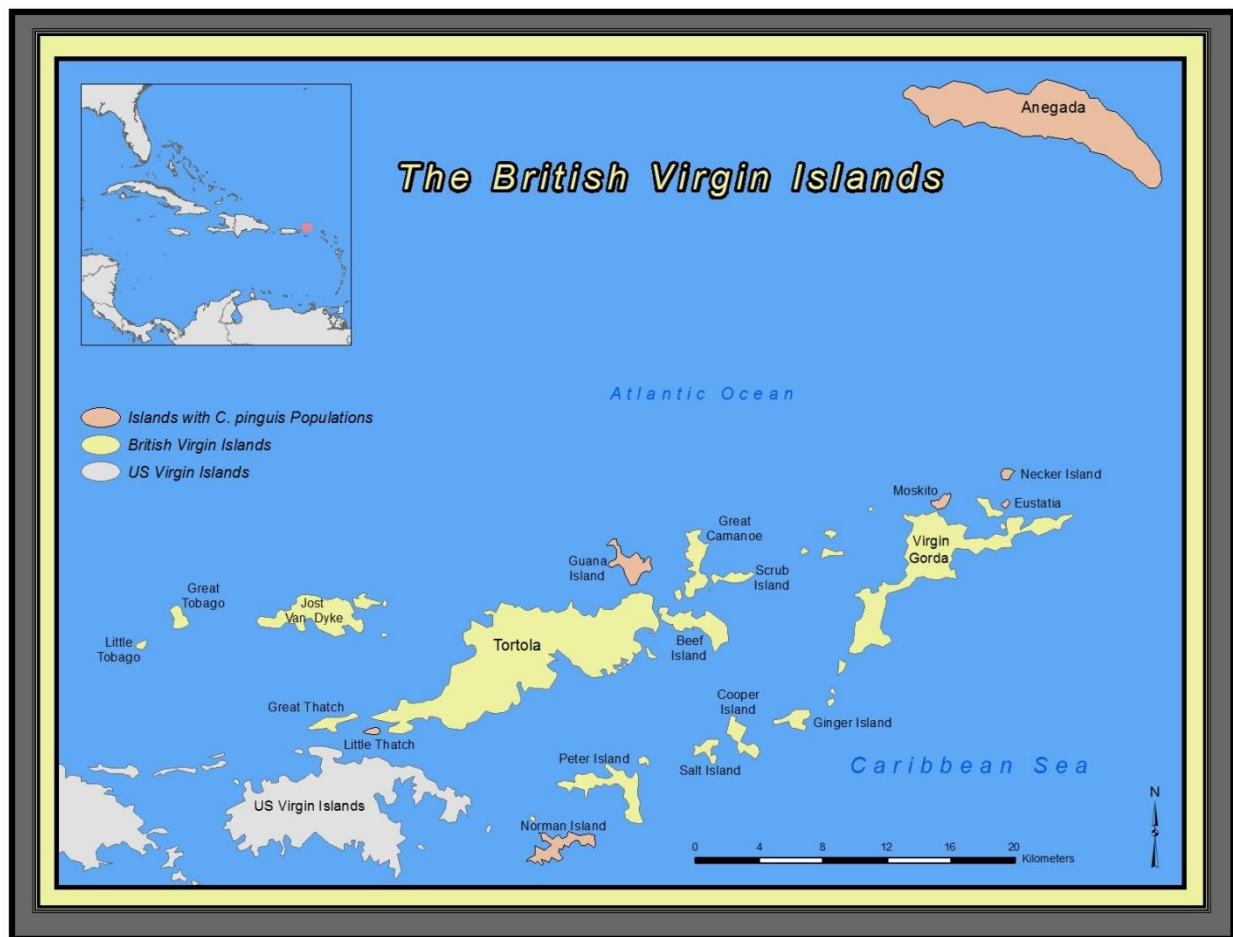 Anegada
The British Virgin Islands
Atlantic Ocean
Islands with C. pinguis Populations
British Virgin Islands
US Virgin Islands
Necker Island
Moskito
Eustatia
Great
Camanoe
Virgin
Gorda
Guana
Island
Scrub
Island
Great
Tobago
Jost
Van Dyke
Little
Tobago
Tortola
Beef
Island
Cooper
Island
Great Thatch
Ginger Island
Little Thatch
Peter Island
Salt Island
Caribbean Sea
US Virgin Islands
Norman Island
N
0 4 8 12 16 20
Kilometers